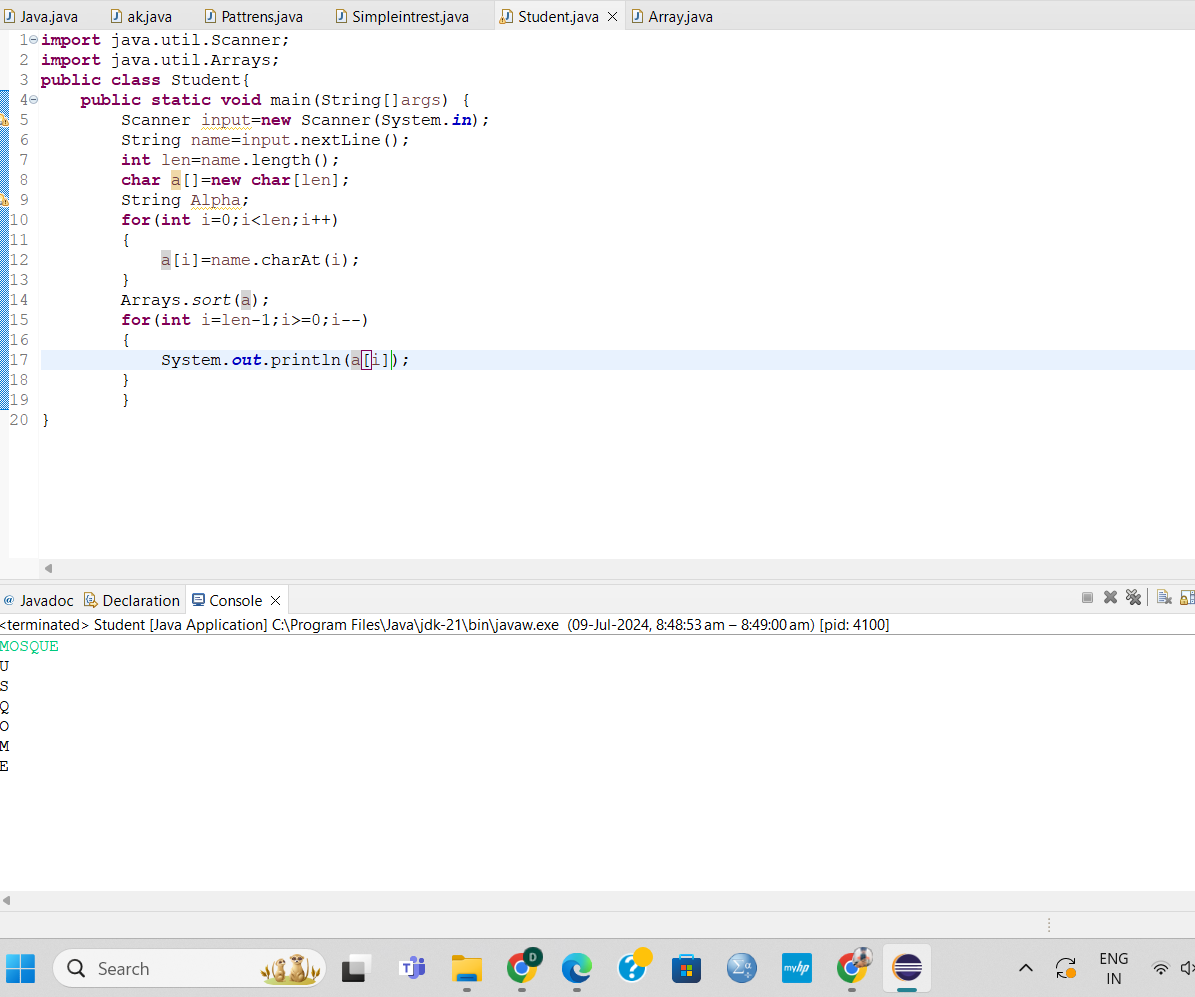 Java.java ak.java Pattrens.java Simpleintrest.java Student.java Array.java
1 import java.util.Scanner;
2 import java.util.Arrays;
3 public class Student{
4 public static void main(String[]args) {
5 Scanner input=new Scanner(System.in);
6 String name=input.nextLine();
7 int len=name.length();
8 char a[]=new char[len];
9 String Alpha;
10 for(int i=0;i<len;i++)
11 {
12 a[i]=name.charAt(i);
13 }
14 Arrays.sort(a);
15 for(int i=len-1;i>=0;i--)
16 {
17 System.out.println(a[i]);
18 }
19 }
20 }
@ Javadoc Declaration Console
<terminated> Student [Java Application] C:\Program Files\Java\jdk-21\bin\javaw.exe (09-Jul-2024, 8:48:53 am – 8:49:00 am) [pid: 4100]
MOSQUE
U
S
Q
O
M
E
Search
D
myhp
ENG
IN